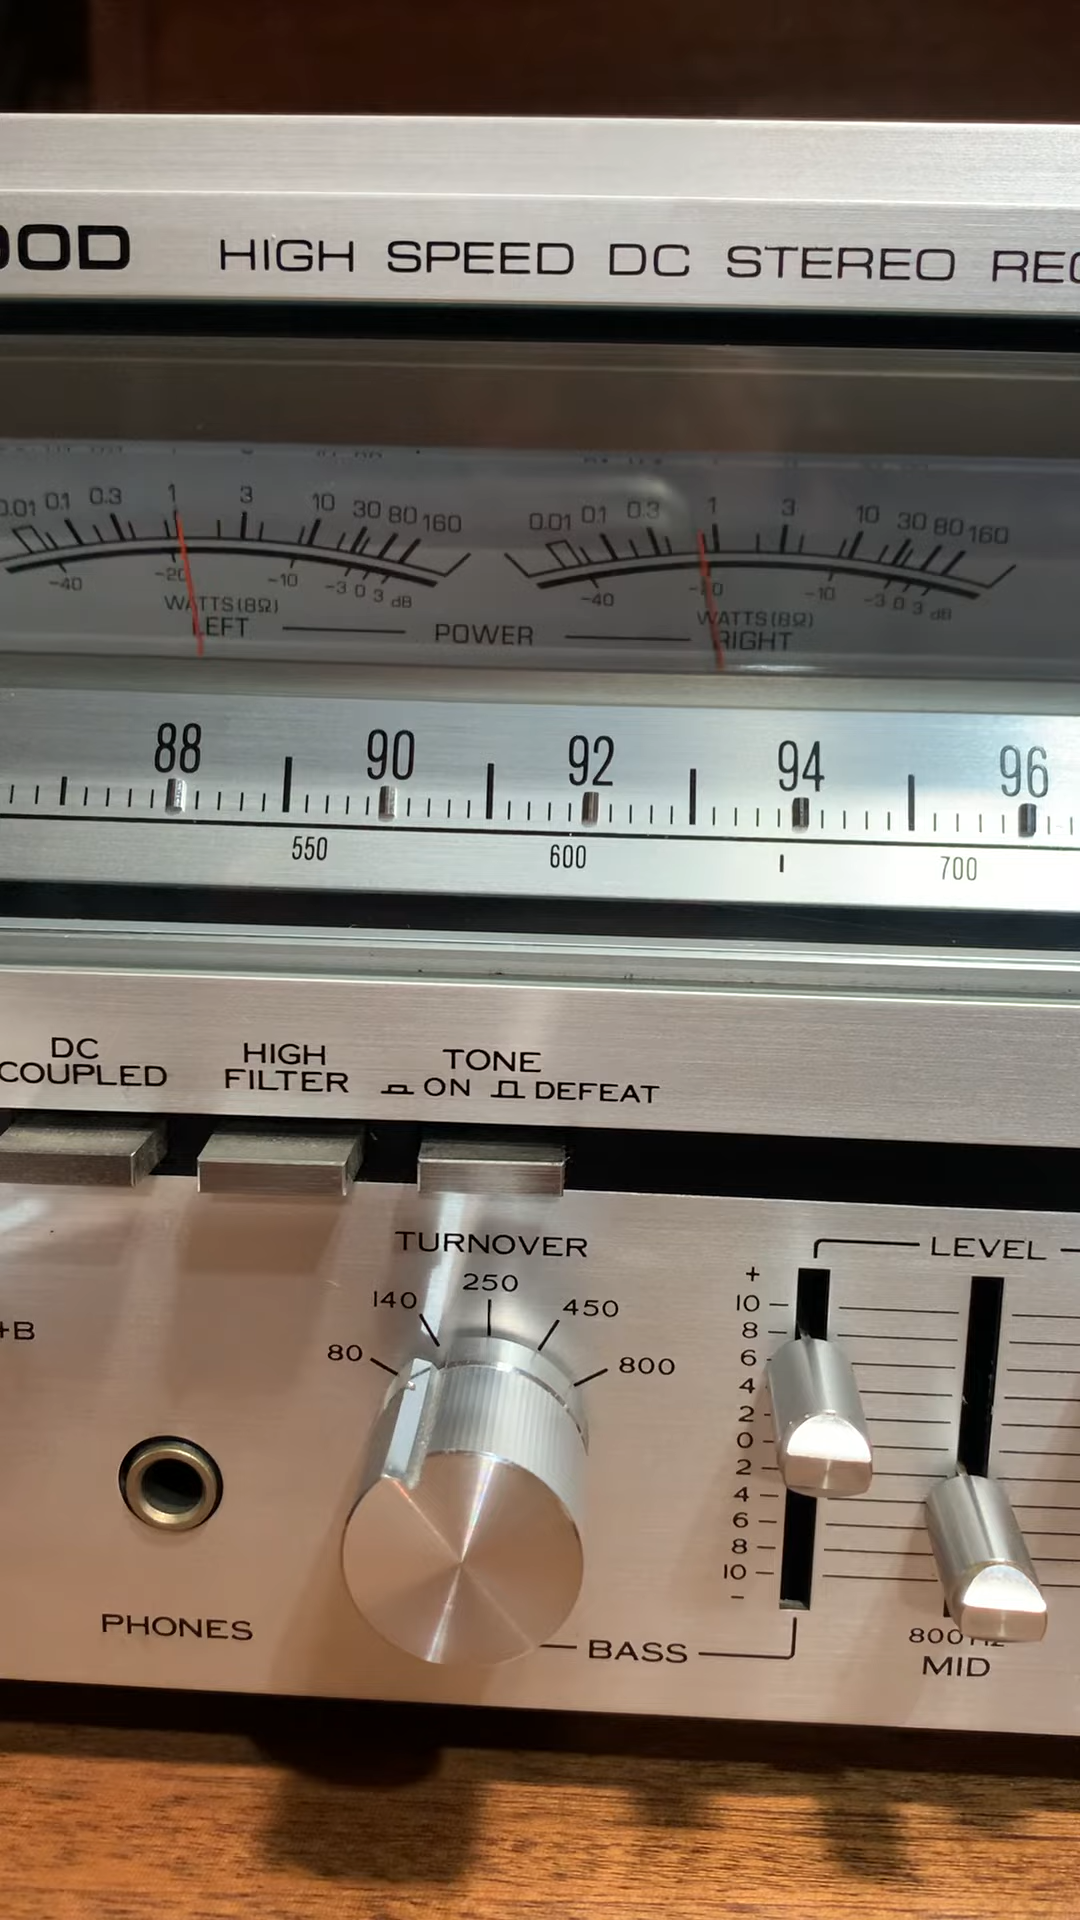 OOD HIGH SPEED DC STEREO REC
0.01 0.1 0.3 1 3 10 30 80 160
-40 -20 -10 -3 0 3 dB
WATTS(8Ω)
LEFT
POWER
0.01 0.1 0.3 1 3 10 30 80 160
-40 -20 -10 -3 0 3 dB
WATTS(8Ω)
RIGHT
88 90 92 94 96
550 600 700
DC
COUPLED
HIGH
FILTER
TONE
ON DEFEAT
TURNOVER
80 140 250 450 800
+B
PHONES
BASS
LEVEL
+
10
8
6
4
2
0
2
4
6
8
10
-
800Hz
MID